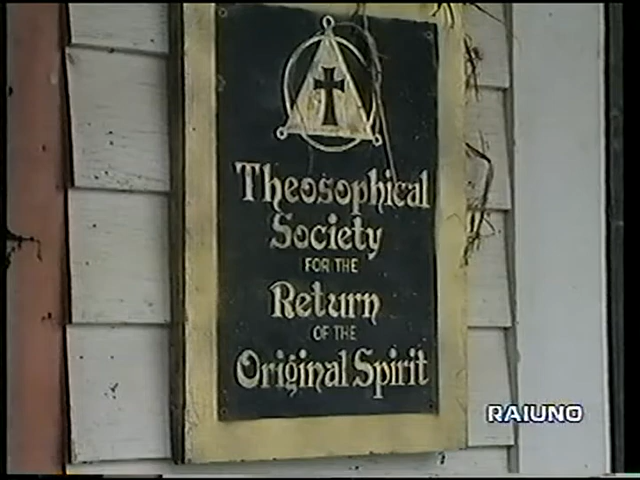 Theosophical
Society
FOR THE
Return
OF THE
Original Spirit
RAIUNO